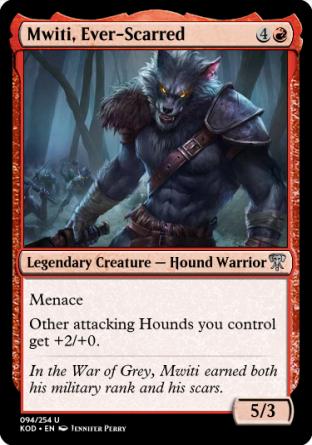 Mwiti, Ever-Scarred 4
Legendary Creature — Hound Warrior
Menace
Other attacking Hounds you control
get +2/+0.
In the War of Grey, Mwiti earned both
his military rank and his scars.
5/3
094/254 U
KOD • EN Jennifer Perry